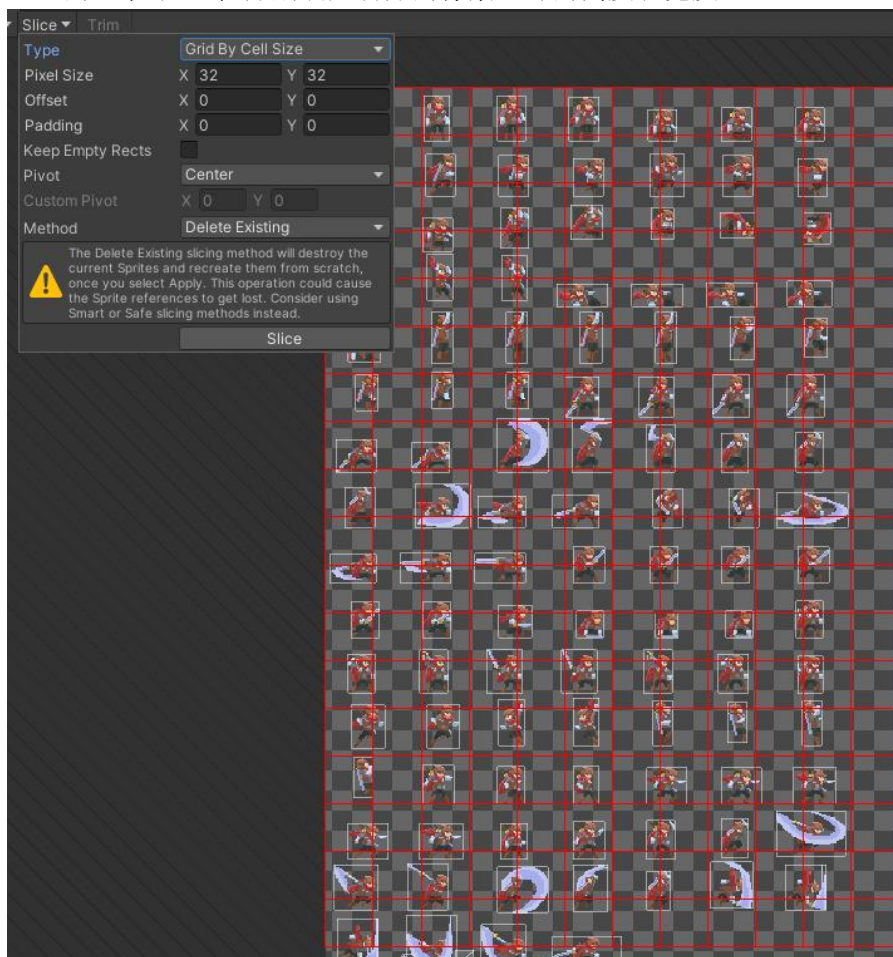 Slice ▾ Trim
Type Grid By Cell Size
Pixel Size X 32 Y 32
Offset X 0 Y 0
Padding X 0 Y 0
Keep Empty Rects
Pivot Center
Custom Pivot X 0 Y 0
Method Delete Existing
The Delete Existing slicing method will destroy the
current Sprites and recreate them from scratch,
once you select Apply. This operation could cause
the Sprite references to get lost. Consider using
Smart or Safe slicing methods instead.
Slice